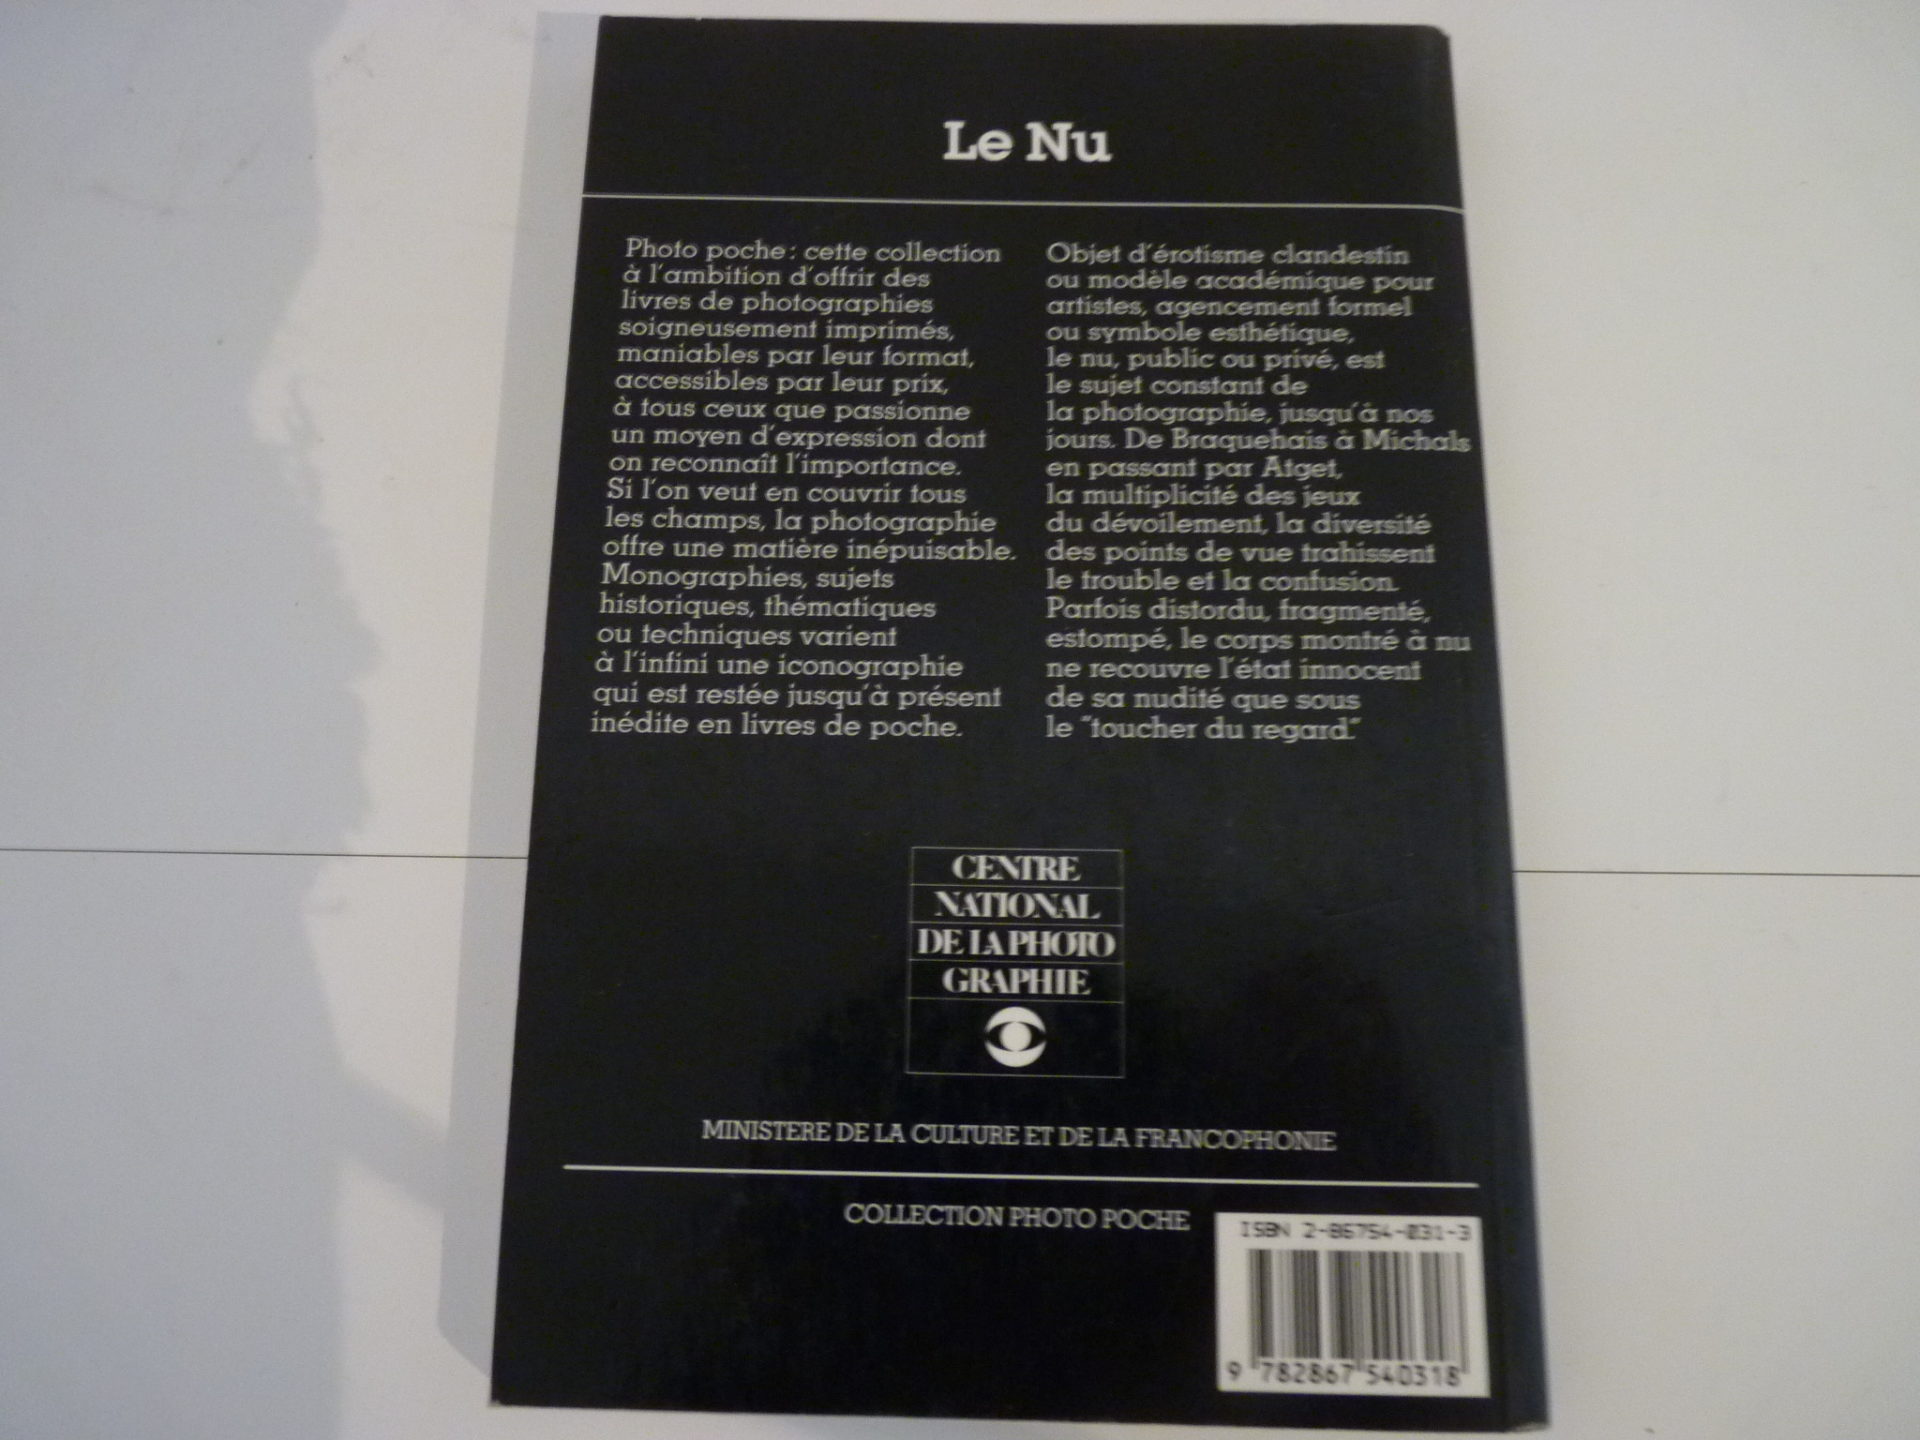 Le Nu
Photo poche: cette collection
à l'ambition d'offrir des
livres de photographies
soigneusement imprimés,
maniables par leur format,
accessibles par leur prix,
à tous ceux que passionne
un moyen d'expression dont
on reconnaît l'importance.
Si l'on veut en couvrir tous
les champs, la photographie
offre une matière inépuisable.
Monographies, sujets
historiques, thématiques
ou techniques varient
à l'infini une iconographie
qui est restée jusqu'à présent
inédite en livres de poche.
Objet d'érotisme clandestin
ou modèle académique pour
artistes, agencement formel
ou symbole esthétique,
le nu, public ou privé, est
le sujet constant de
la photographie, jusqu'à nos
jours. De Braquehais à Michals
en passant par Atget,
la multiplicité des jeux
du dévoilement, la diversité
des points de vue trahissent
le trouble et la confusion.
Parfois distordu, fragmenté,
estompé, le corps montré à nu
ne recouvre l'état innocent
de sa nudité que sous
le "toucher du regard."
CENTRE
NATIONAL
DE LA PHOTO
GRAPHIE
MINISTERE DE LA CULTURE ET DE LA FRANCOPHONIE
COLLECTION PHOTO POCHE
ISBN 2-86754-031-3
9 782867 540318